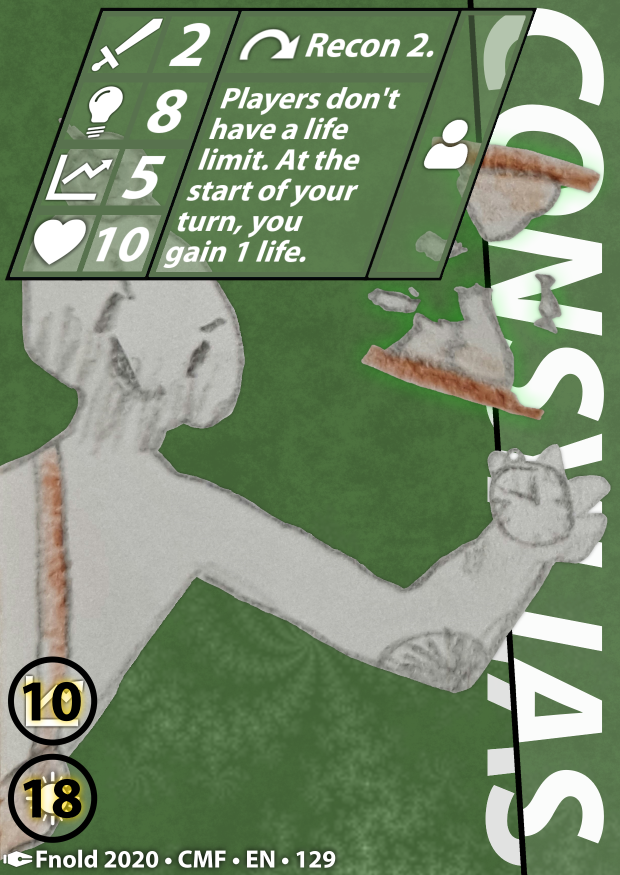 2
8
5
10
Recon 2.
Players don't
have a life
limit. At the
start of your
turn, you
gain 1 life.
10
18
Fnold 2020 • CMF • EN • 129